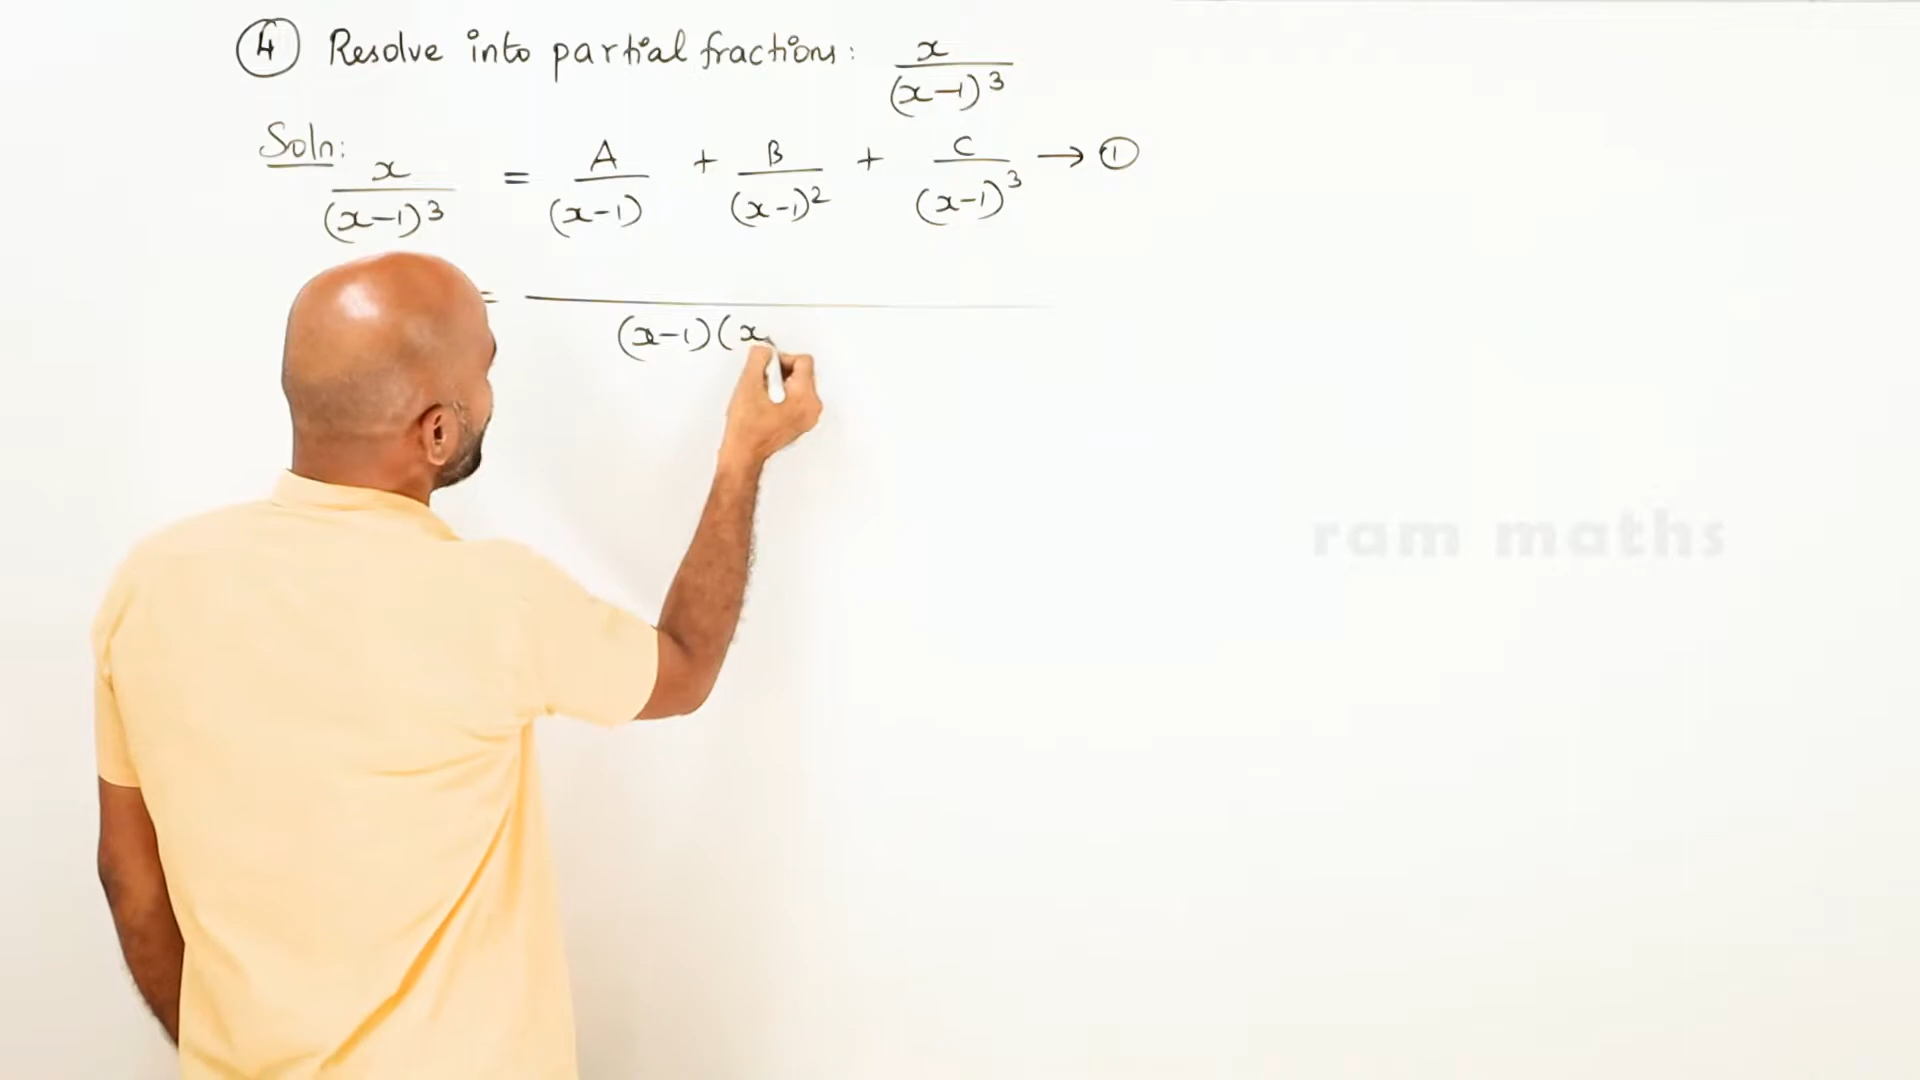 4 Resolve into partial fractions: x/(x-1)^3
Soln: x/(x-1)^3 = A/(x-1) + B/(x-1)^2 + C/(x-1)^3 → 1
= /(x-1)(x
ram maths